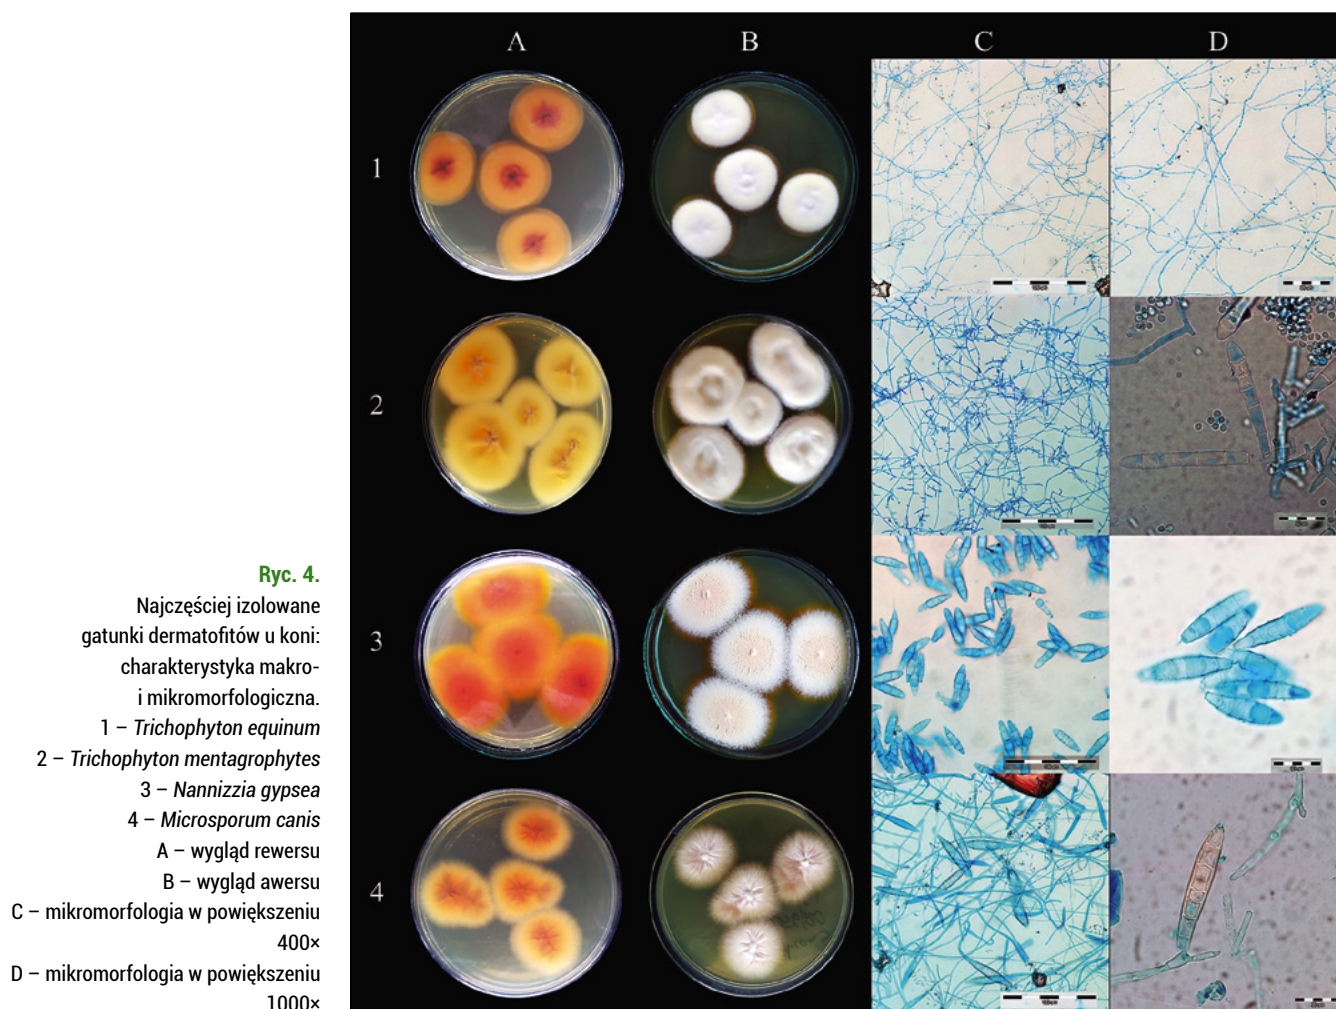 A B C D
1
2
3
4
Ryc. 4.
Najczęściej izolowane
gatunki dermatofitów u koni:
charakterystyka makro-
i mikromorfologiczna.
1 – Trichophyton equinum
2 – Trichophyton mentagrophytes
3 – Nannizzia gypsea
4 – Microsporum canis
A – wygląd rewersu
B – wygląd awersu
C – mikromorfologia w powiększeniu
400×
D – mikromorfologia w powiększeniu
1000×